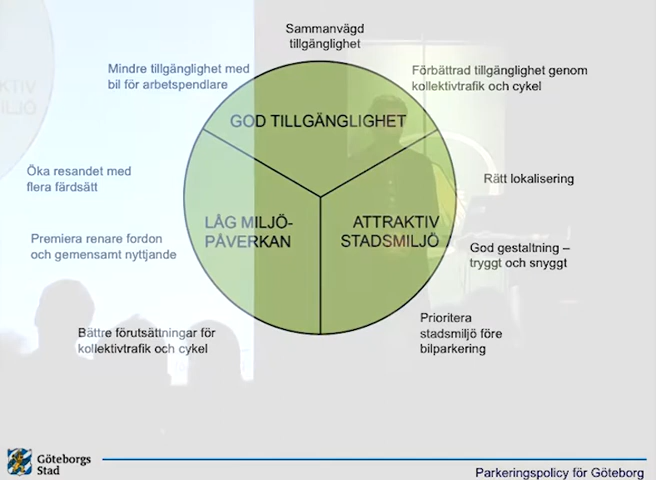 Sammanvägd
tillgänglighet
Mindre tillgänglighet med
bil för arbetspendlare
Förbättrad tillgänglighet genom
kollektivtrafik och cykel
GOD TILLGÄNGLIGHET
Öka resandet med
flera färdsätt
Rätt lokalisering
LÅG MILJÖ-
PÅVERKAN
ATTRAKTIV
STADSMILJÖ
Premiera renare fordon
och gemensamt nyttjande
God gestaltning –
tryggt och snyggt
Bättre förutsättningar för
kollektivtrafik och cykel
Prioritera
stadsmiljö före
bilparkering
Göteborgs
Stad
Parkeringspolicy för Göteborg